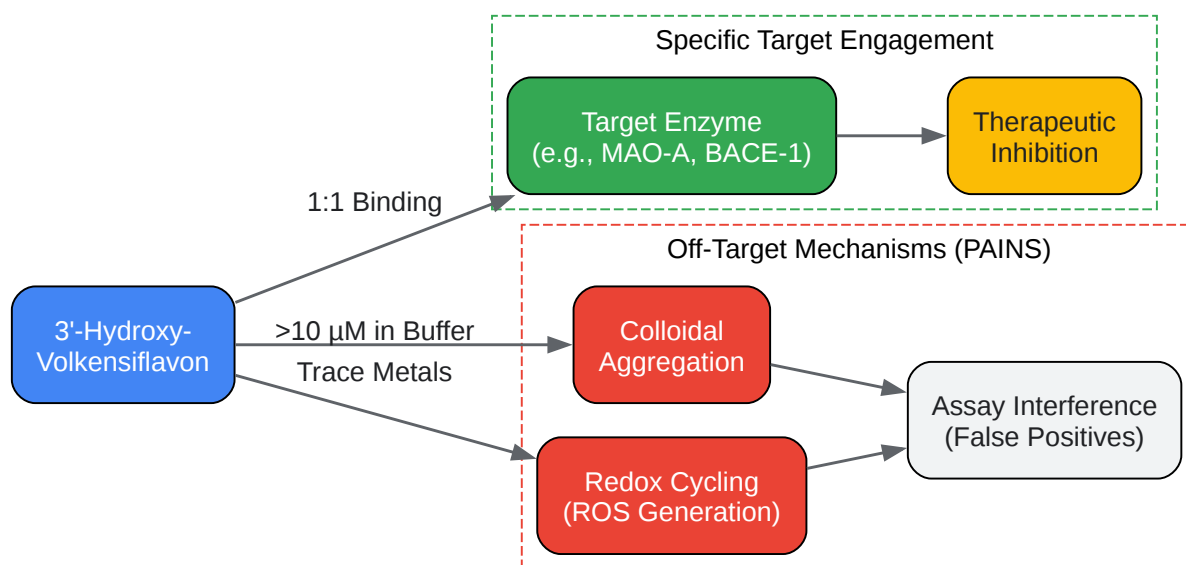 Specific Target Engagement
Target Enzyme
(e.g., MAO-A, BACE-1)
Therapeutic
Inhibition
1:1 Binding
Off-Target Mechanisms (PAINS)
3'-Hydroxy-
Volkensiflavon
>10 µM in Buffer
Trace Metals
Colloidal
Aggregation
Assay Interference
(False Positives)
Redox Cycling
(ROS Generation)